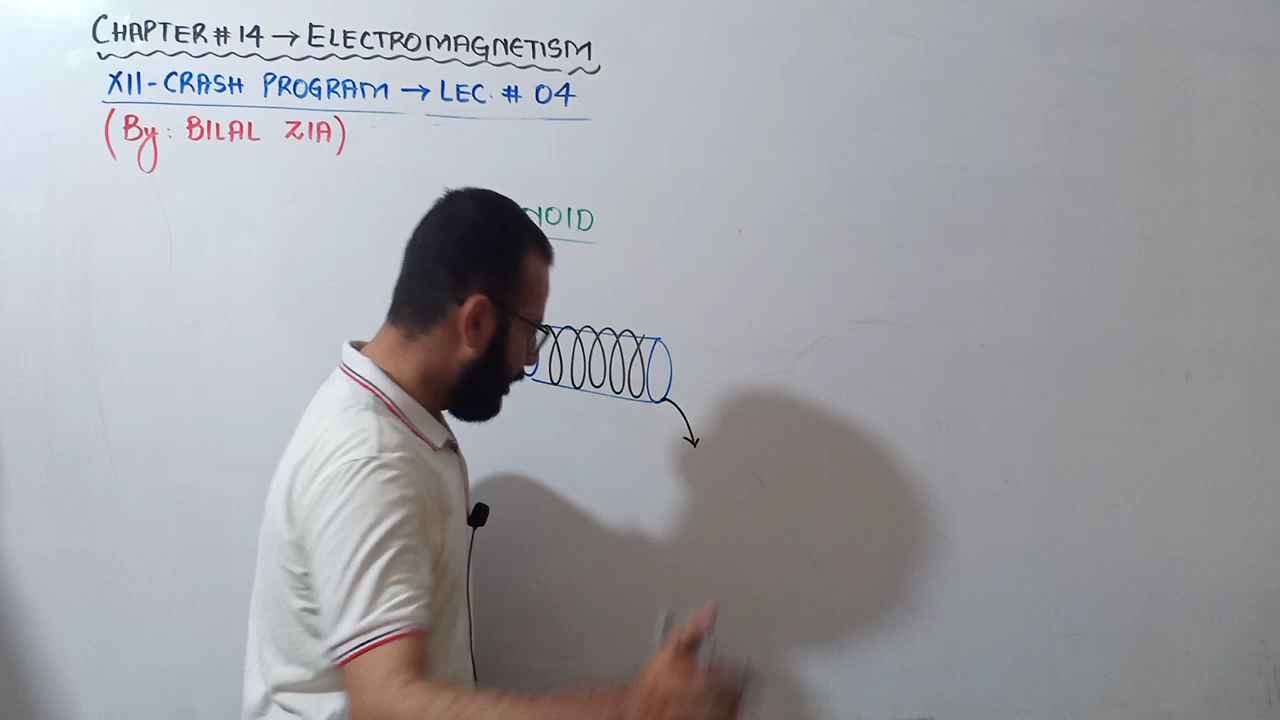 CHAPTER # 14 → ELECTROMAGNETISM
XII-CRASH PROGRAM → LEC. # 04
(By: BILAL ZIA)